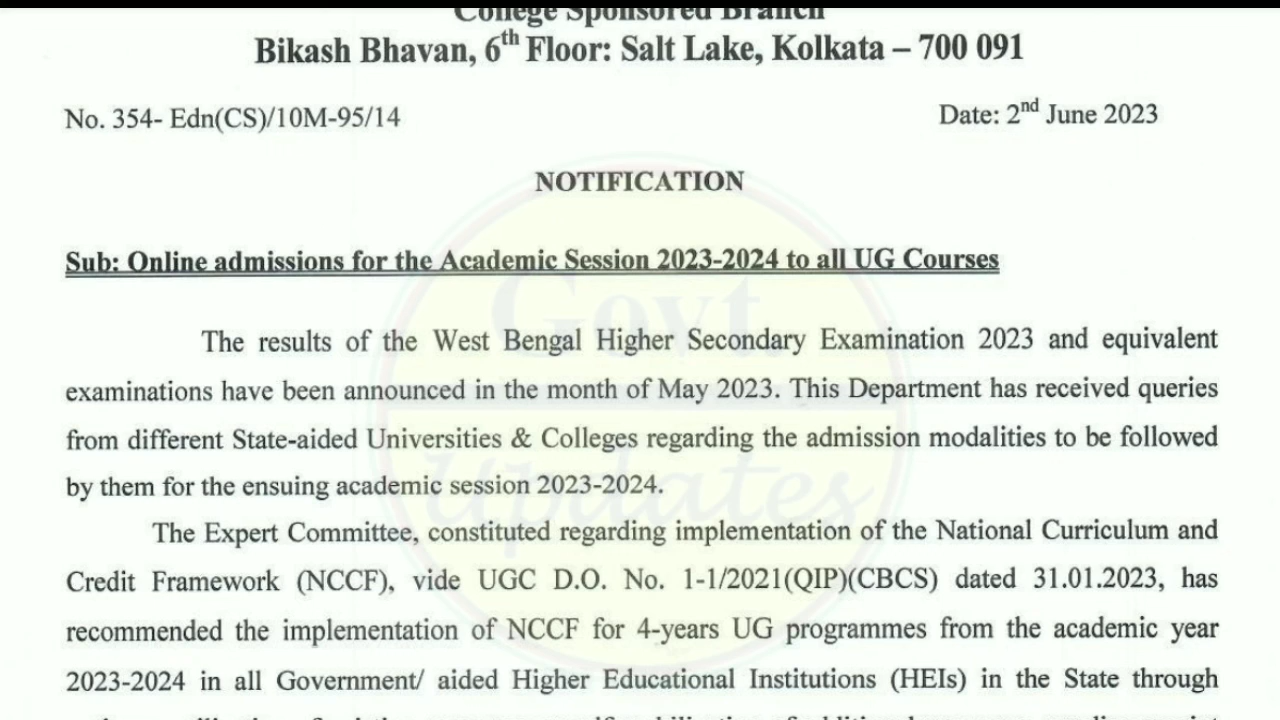 College Sponsored Branch
Bikash Bhavan, 6th Floor: Salt Lake, Kolkata – 700 091
No. 354- Edn(CS)/10M-95/14 Date: 2nd June 2023
NOTIFICATION
Sub: Online admissions for the Academic Session 2023-2024 to all UG Courses
The results of the West Bengal Higher Secondary Examination 2023 and equivalent
examinations have been announced in the month of May 2023. This Department has received queries
from different State-aided Universities & Colleges regarding the admission modalities to be followed
by them for the ensuing academic session 2023-2024.
The Expert Committee, constituted regarding implementation of the National Curriculum and
Credit Framework (NCCF), vide UGC D.O. No. 1-1/2021(QIP)(CBCS) dated 31.01.2023, has
recommended the implementation of NCCF for 4-years UG programmes from the academic year
2023-2024 in all Government/ aided Higher Educational Institutions (HEIs) in the State through
Govt
Updates